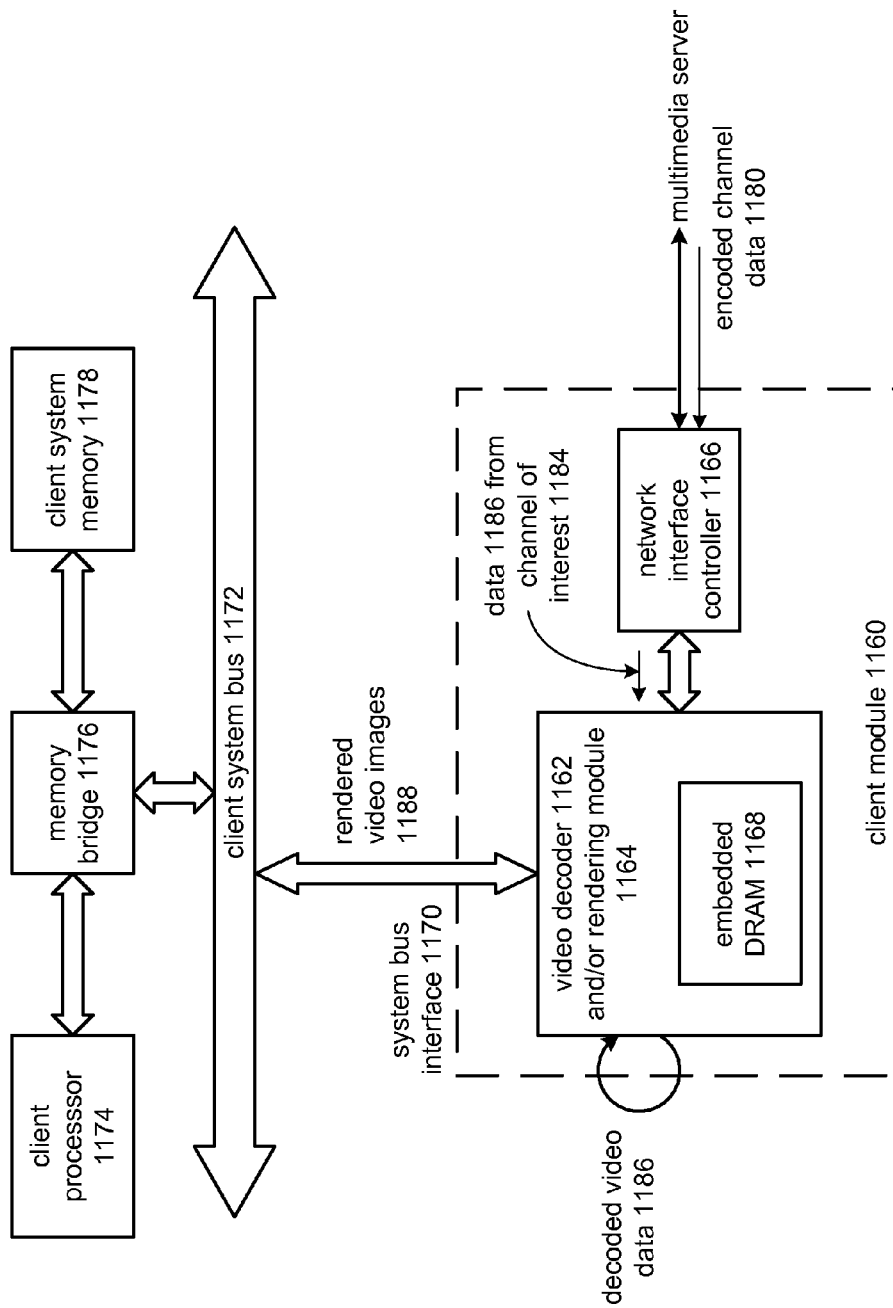 client
processsor
1174
memory
bridge 1176
client system
memory 1178
client system bus 1172
rendered
video images
1188
system bus
interface 1170
data 1186 from
channel of
interest 1184
multimedia server
encoded channel
data 1180
video decoder 1162
and/or rendering module
1164
embedded
DRAM 1168
network
interface
controller 1166
decoded video
data 1186
client module 1160